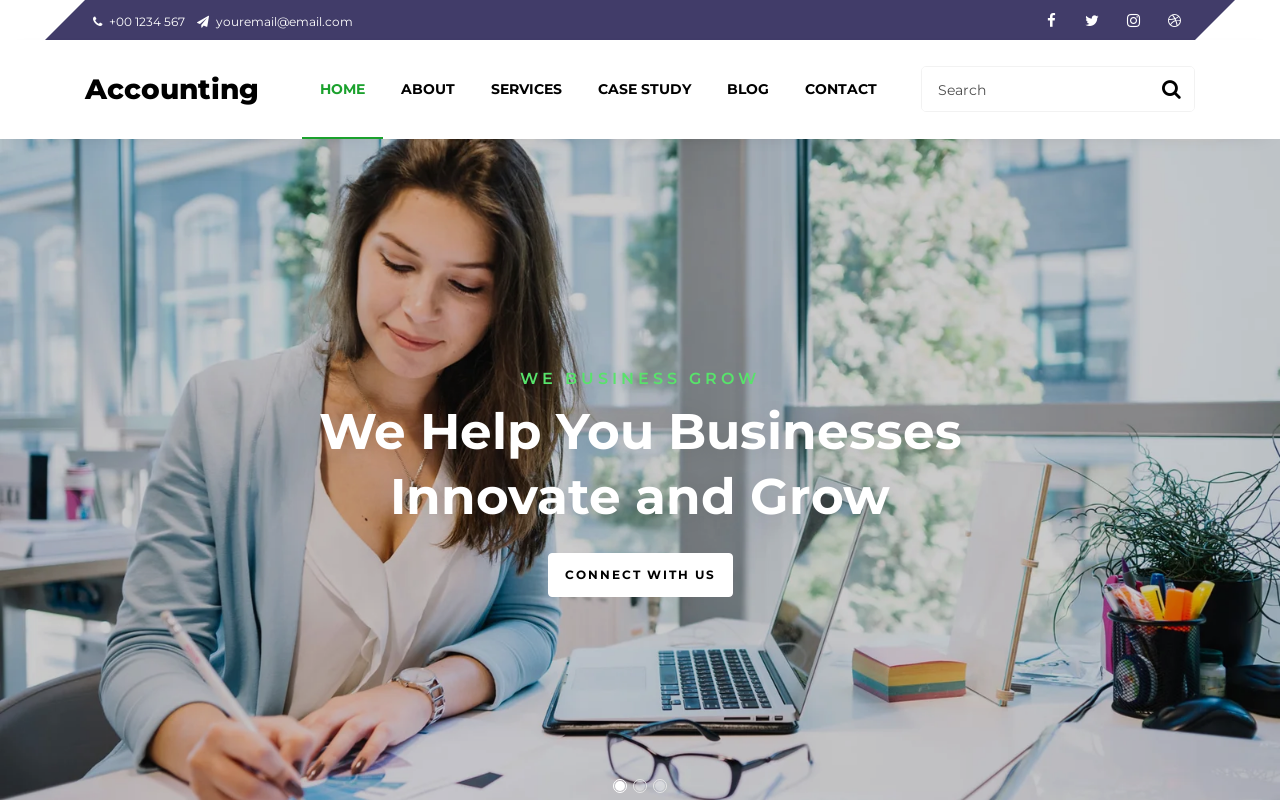 +00 1234 567 youremail@email.com
Accounting
HOME ABOUT SERVICES CASE STUDY BLOG CONTACT
Search
WE BUSINESS GROW
We Help You Businesses
Innovate and Grow
CONNECT WITH US